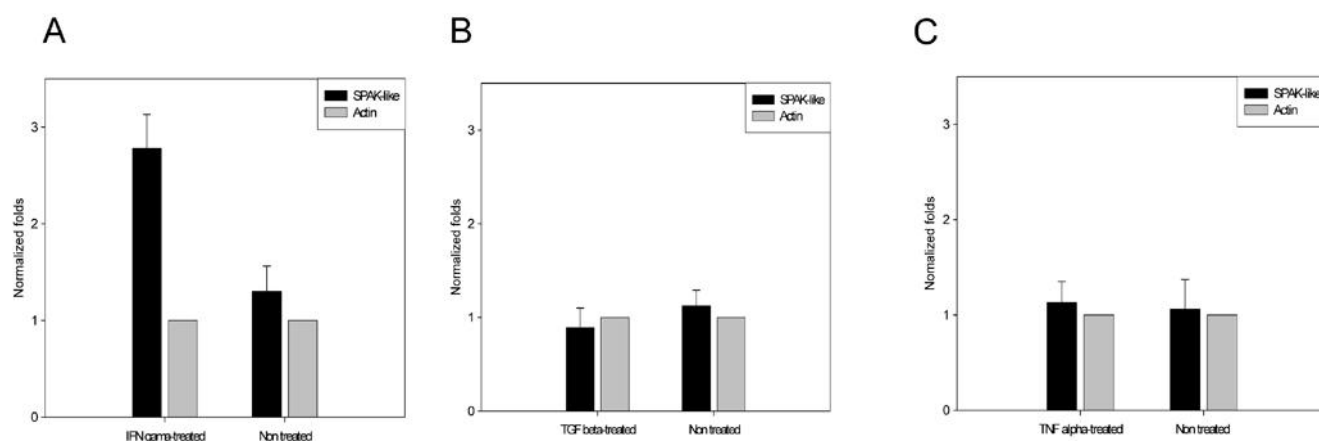 A
B
C
SPAK-like
Actin
3
2
1
0
Normalized folds
IFN gama-treated
Non treated
SPAK-like
Actin
3
2
1
0
Normalized folds
TGF beta-treated
Non treated
SPAK-like
Actin
3
2
1
0
Nomalized folds
TNF alpha-treated
Non treated